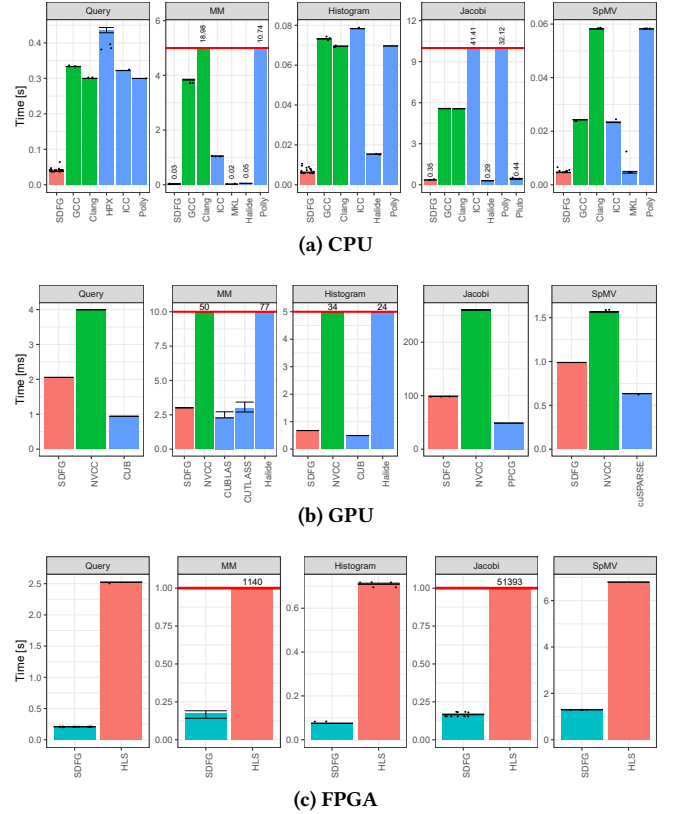 Query MM Histogram Jacobi SpMV
Time [s]
0.4 0.3 0.2 0.1 0.0
5 4 3 2 1 0
18.98 10.74
0.03 0.02 0.05
0.08 0.06 0.04 0.02 0.00
10 9 6 3 0
41.41 32.12
0.35 0.29 0.44
0.06 0.04 0.02 0.00
SDFG GCC Clang HPX ICC Polly
SDFG GCC Clang ICC MKL Halide Polly
SDFG GCC Clang ICC Halide Polly
SDFG GCC Clang ICC Halide Polly Pluto
SDFG GCC Clang ICC MKL Polly
(a) CPU
Query MM Histogram Jacobi SpMV
Time [ms]
4 3 2 1 0
10.0 7.5 5.0 2.5 0.0
50 77
5 4 3 2 1 0
34 24
200 100 0
1.5 1.0 0.5 0.0
SDFG NVCC CUB
SDFG NVCC CUBLAS CUTLASS Halide
SDFG NVCC CUB Halide
SDFG NVCC PPCG
SDFG NVCC cuSPARSE
(b) GPU
Query MM Histogram Jacobi SpMV
Time [s]
2.5 2.0 1.5 1.0 0.5 0.0
1.00 0.75 0.50 0.25 0.00
1140
0.6 0.4 0.2 0.0
1.00 0.75 0.50 0.25 0.00
51393
6 4 2 0
SDFG HLS
SDFG HLS
SDFG HLS
SDFG HLS
SDFG HLS
(c) FPGA